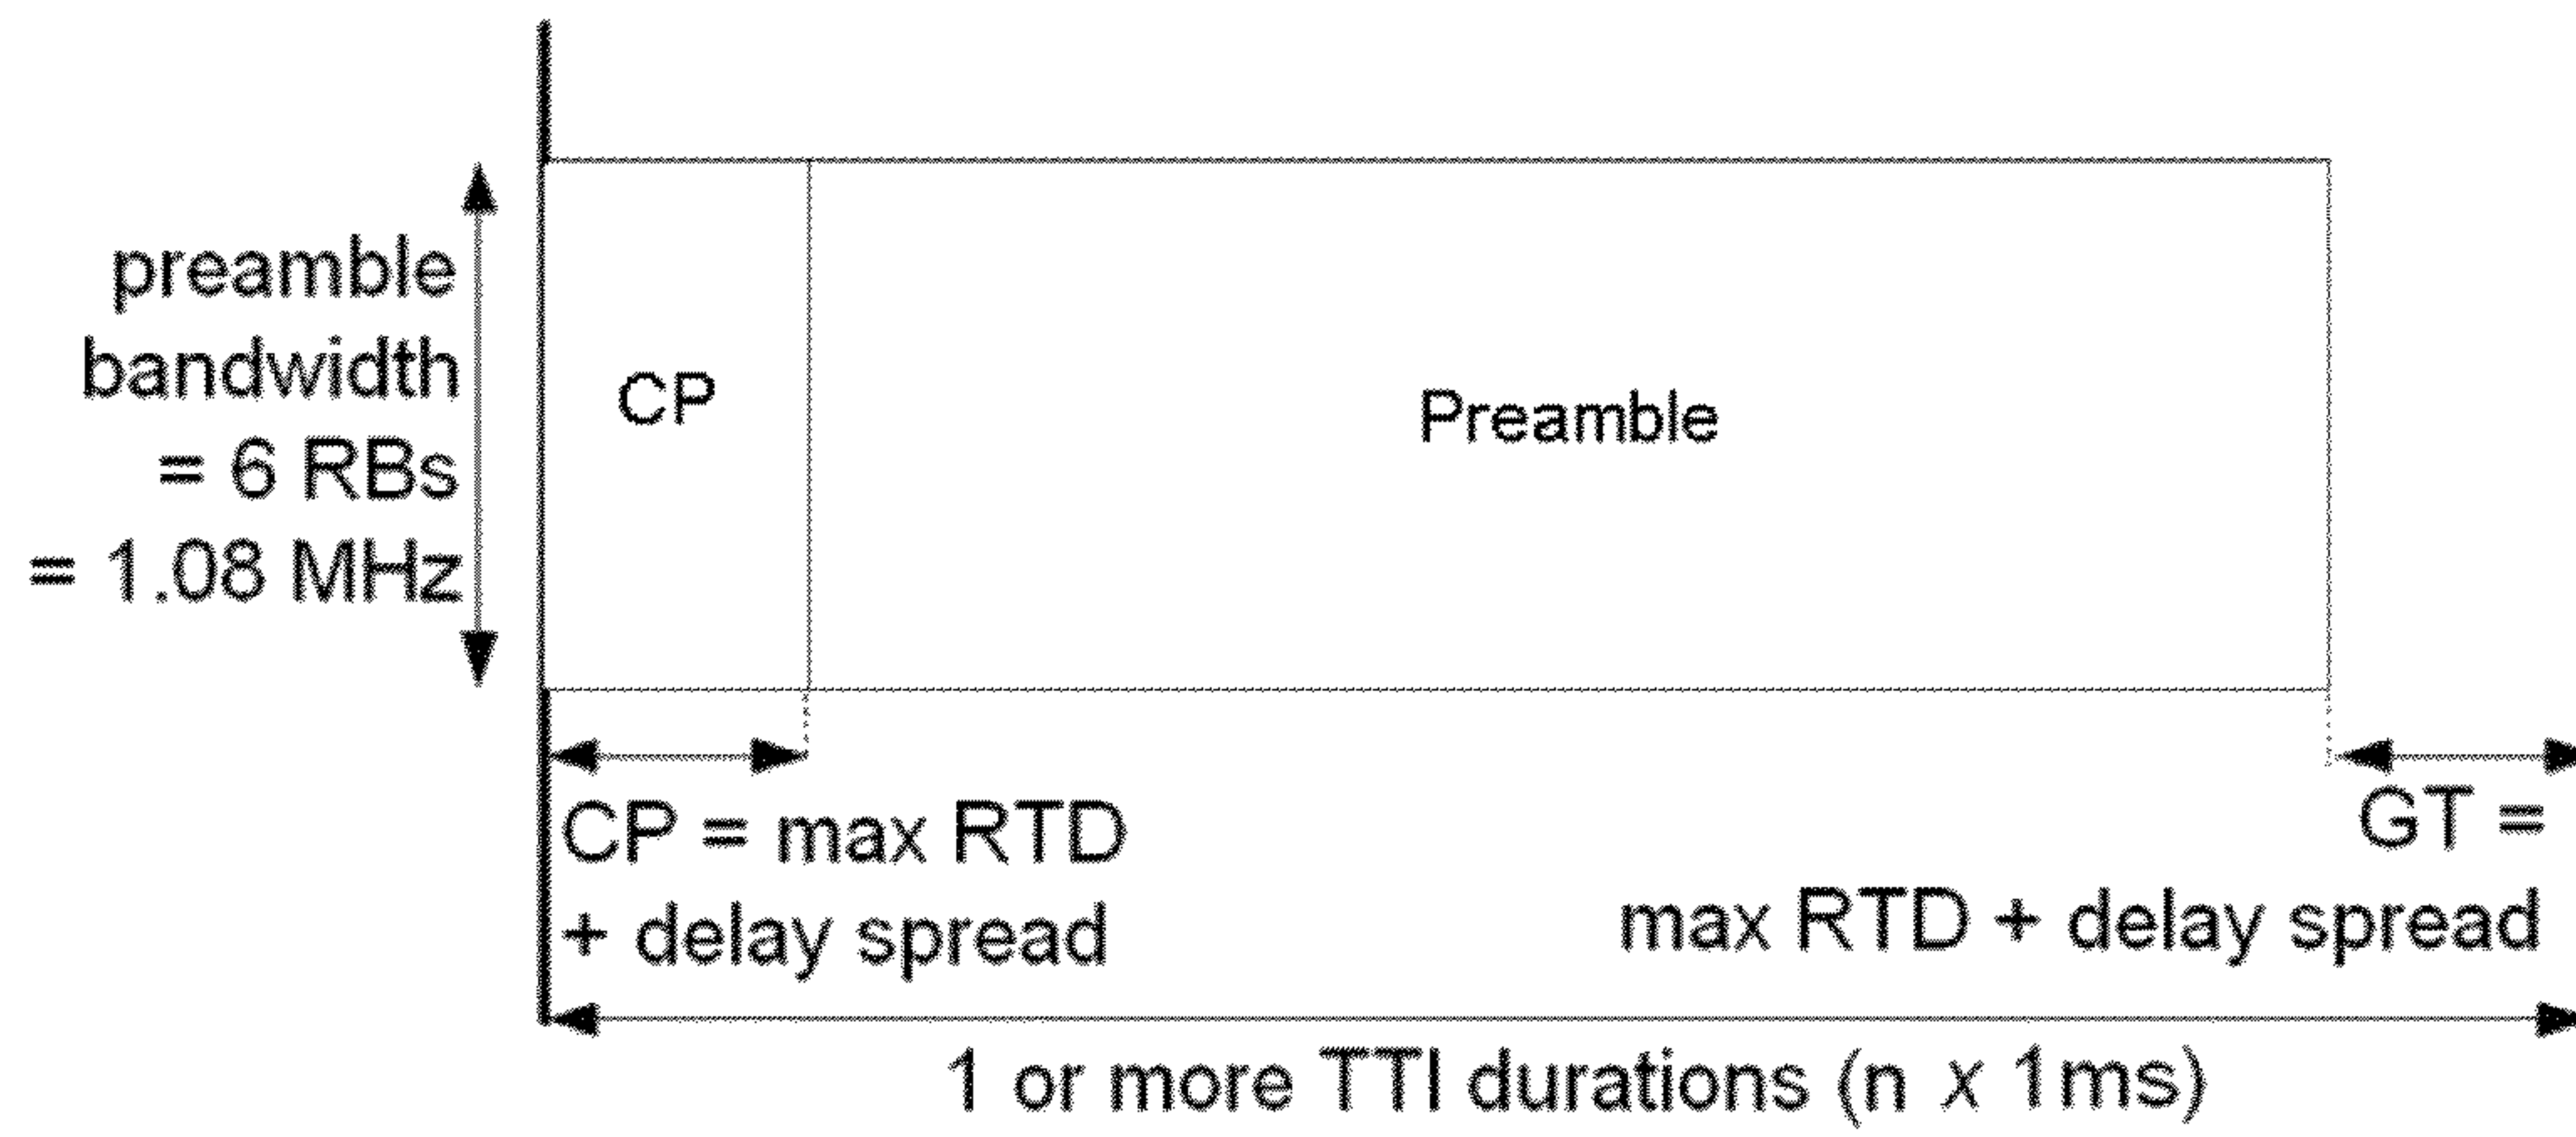 preamble
bandwidth
= 6 RBs
= 1.08 MHz
CP
Preamble
CP = max RTD
+ delay spread
GT =
max RTD + delay spread
1 or more TTI durations (n x 1ms)